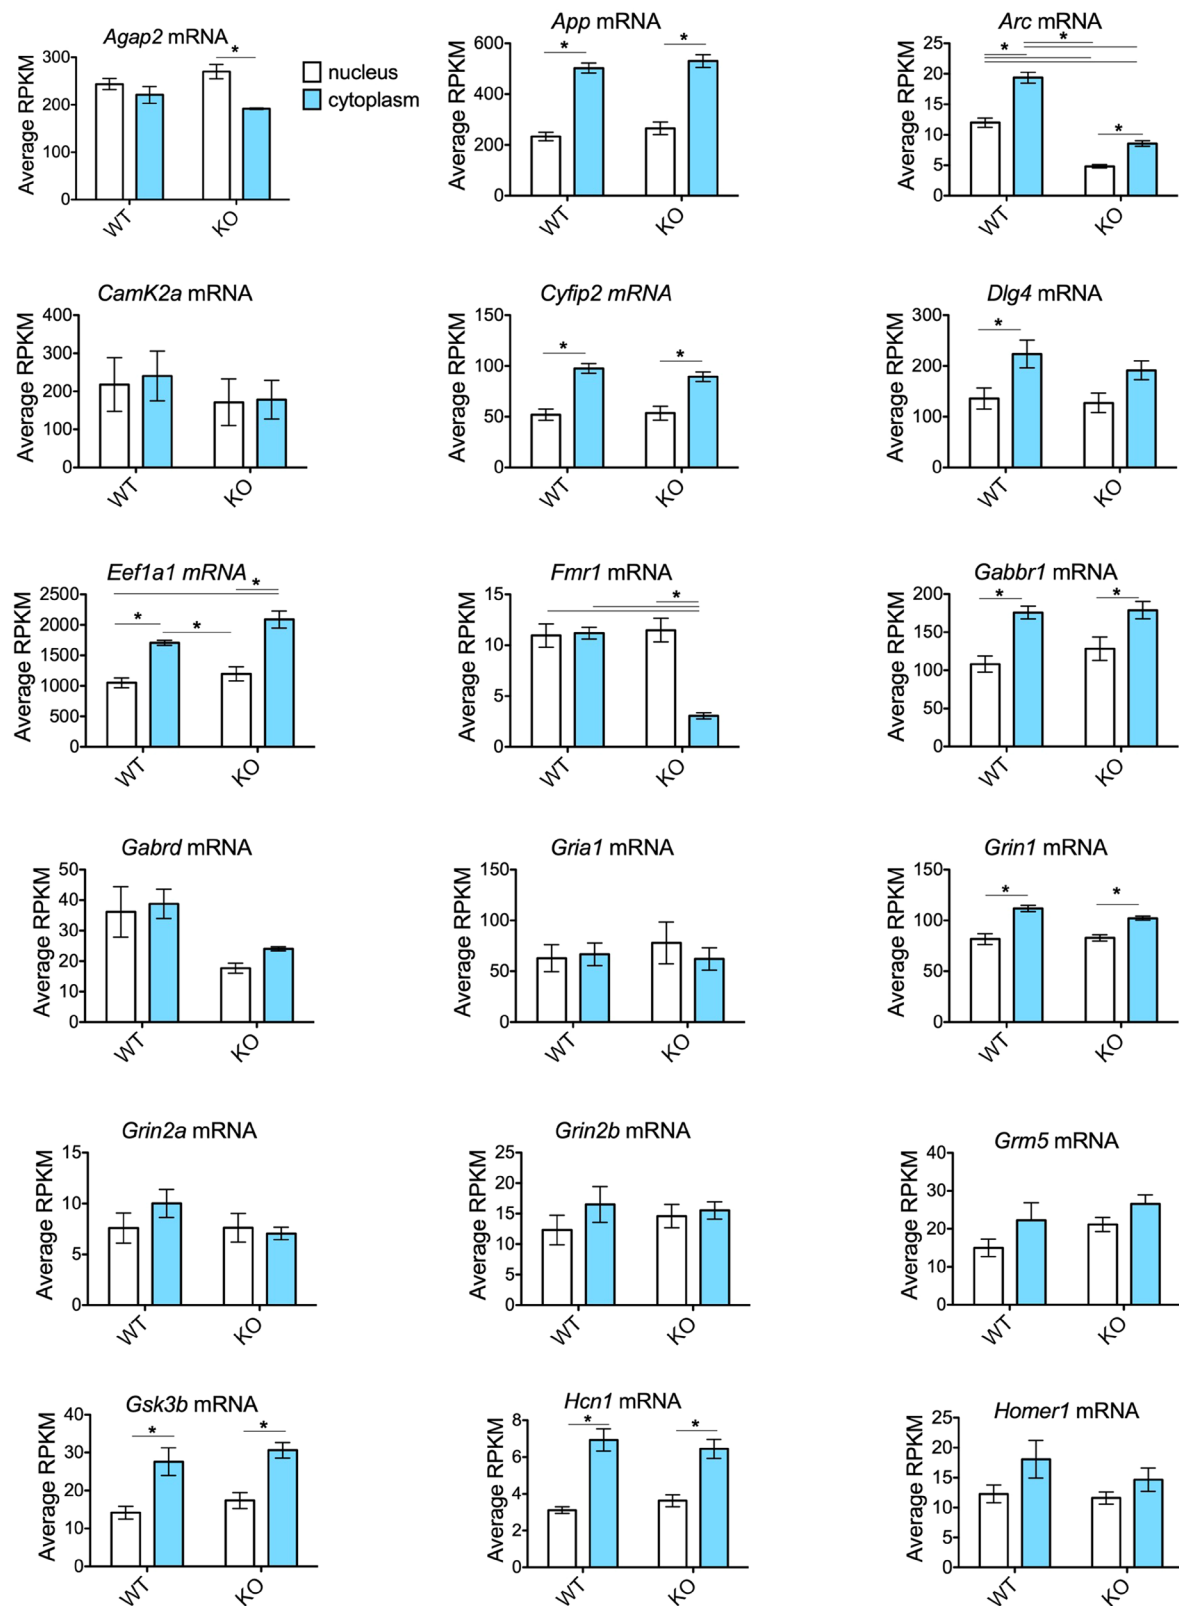 Agap2 mRNA
Average RPKM
300
200
100
0
*
WT
KO
nucleus
cytoplasm
App mRNA
Average RPKM
600
400
200
0
*
*
WT
KO
Arc mRNA
Average RPKM
25
20
15
10
5
0
*
*
*
WT
KO
CamK2a mRNA
Average RPKM
400
300
200
100
0
WT
KO
Cyfip2 mRNA
Average RPKM
150
100
50
0
*
*
WT
KO
Dlg4 mRNA
Average RPKM
300
200
100
0
*
WT
KO
Eef1a1 mRNA
Average RPKM
2500
2000
1500
1000
500
0
*
*
*
WT
KO
Fmr1 mRNA
Average RPKM
15
10
5
0
*
WT
KO
Gabbr1 mRNA
Average RPKM
200
150
100
50
0
*
*
WT
KO
Gabrd mRNA
Average RPKM
50
40
30
20
10
0
WT
KO
Gria1 mRNA
Average RPKM
150
100
50
0
WT
KO
Grin1 mRNA
Average RPKM
150
100
50
0
*
*
WT
KO
Grin2a mRNA
Average RPKM
15
10
5
0
WT
KO
Grin2b mRNA
Average RPKM
25
20
15
10
5
0
WT
KO
Grm5 mRNA
Average RPKM
40
30
20
10
0
WT
KO
Gsk3b mRNA
Average RPKM
40
30
20
10
0
*
*
WT
KO
Hcn1 mRNA
Average RPKM
8
6
4
2
0
*
*
WT
KO
Homer1 mRNA
Average RPKM
25
20
15
10
5
0
WT
KO